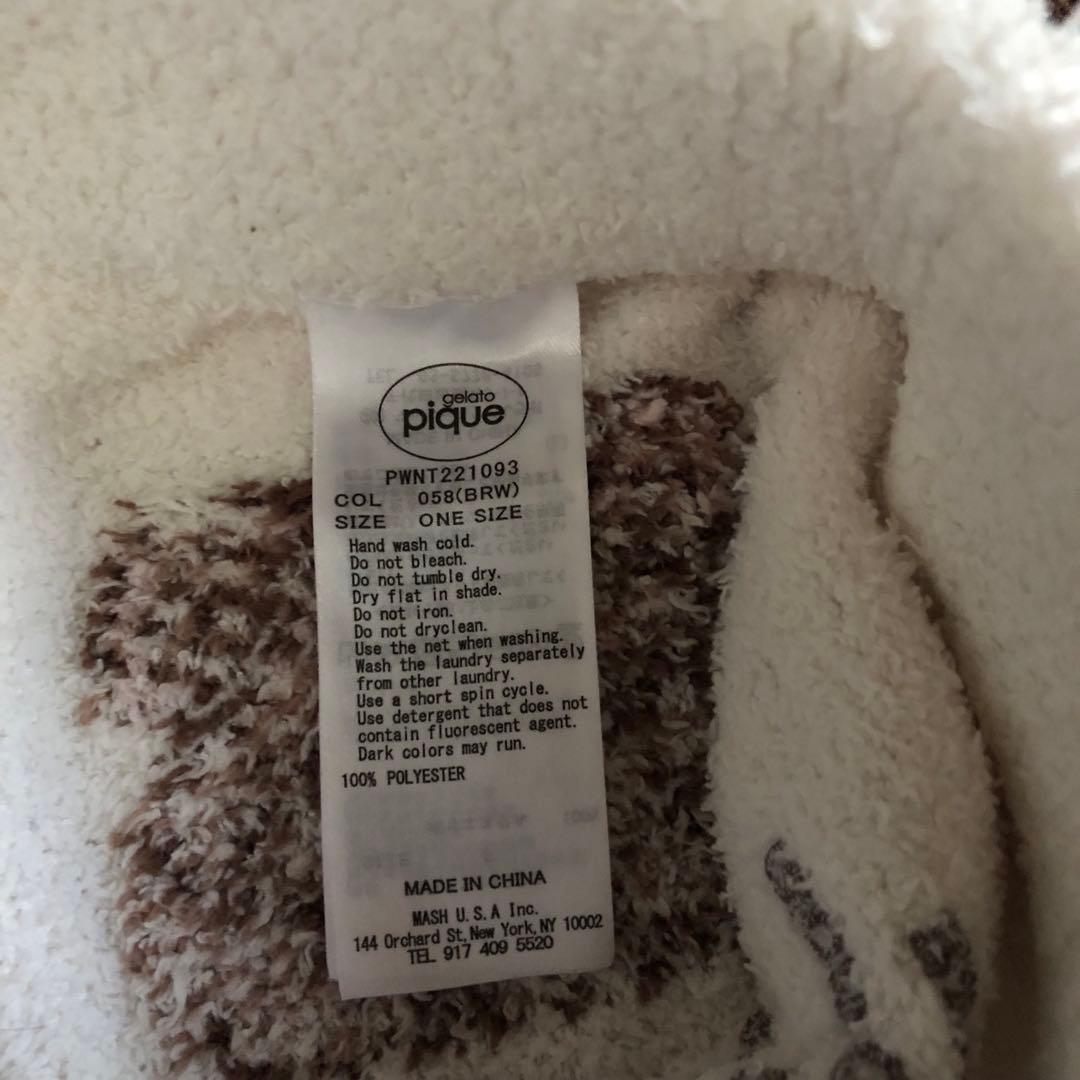 gelato
pique
PWNT221093
COL 058(BRW)
SIZE ONE SIZE
Hand wash cold.
Do not bleach.
Do not tumble dry.
Dry flat in shade.
Do not iron.
Do not dryclean.
Use the net when washing.
Wash the laundry separately
from other laundry.
Use a short spin cycle.
Use detergent that does not
contain fluorescent agent.
Dark colors may run.
100% POLYESTER
MADE IN CHINA
MASH U.S.A Inc.
144 Orchard St, New York, NY 10002
TEL 917 409 5520